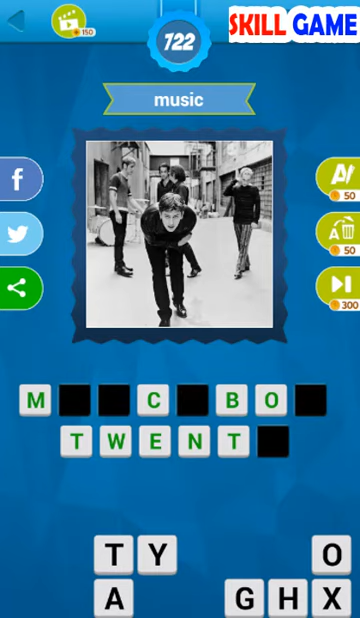 SKILL GAME
150
722
music
A/
50
A
50
300
M C B O
T W E N T
T Y O
A G H X